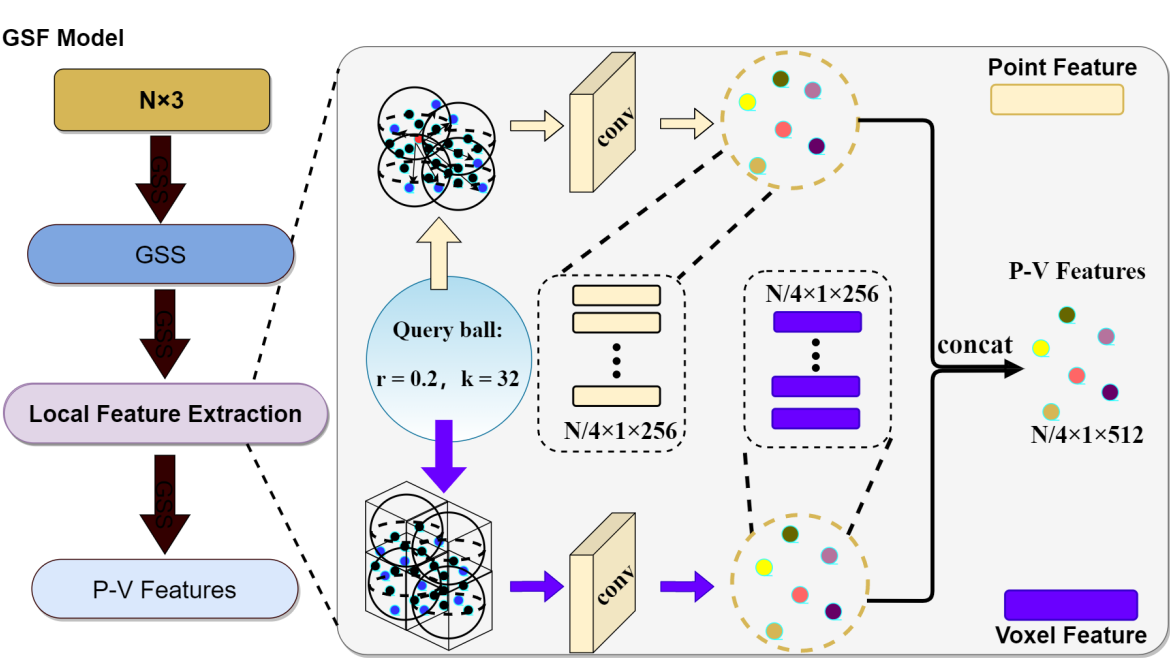 GSF Model
N×3
GSS
GSS
GSS
Local Feature Extraction
GSS
P-V Features
Point Feature
conv
Query ball:
r = 0.2, k = 32
N/4×1×256
N/4×1×256
P-V Features
concat
N/4×1×512
conv
Voxel Feature